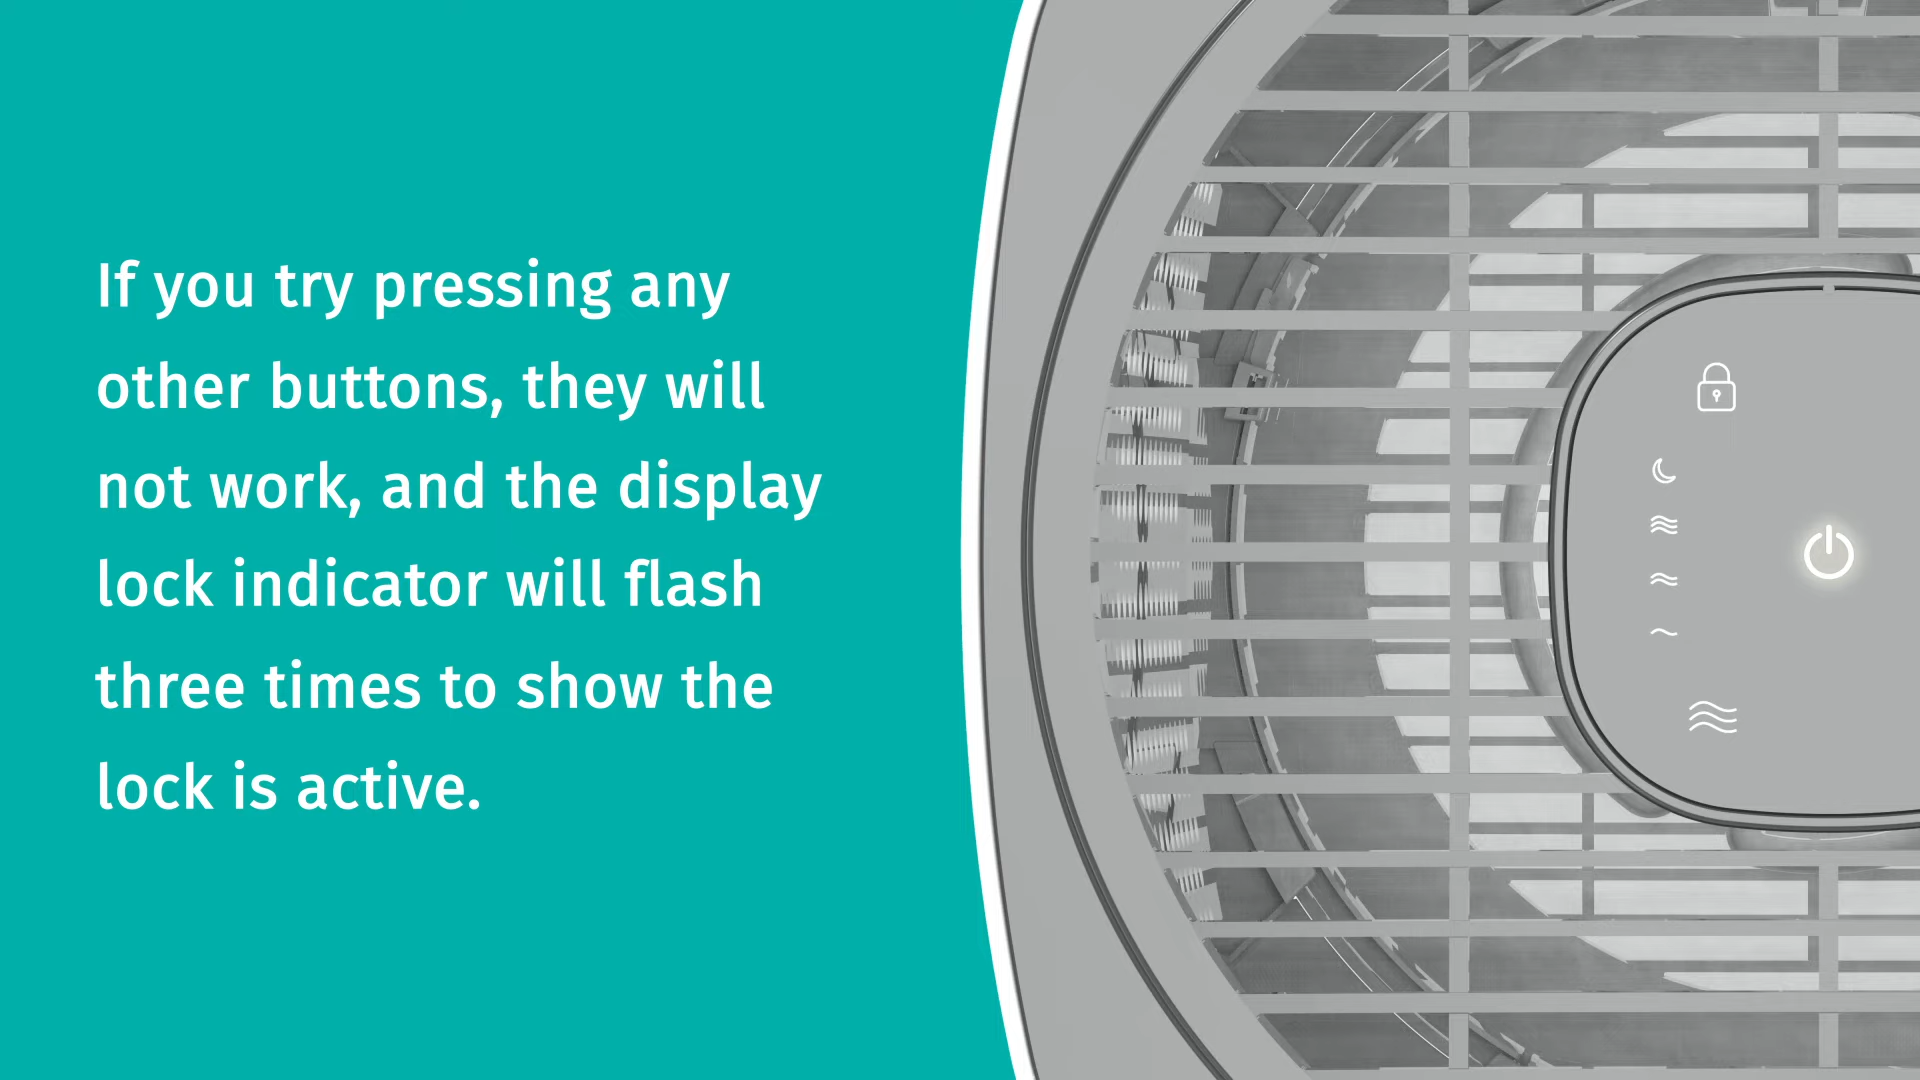 If you try pressing any
other buttons, they will
not work, and the display
lock indicator will flash
three times to show the
lock is active.